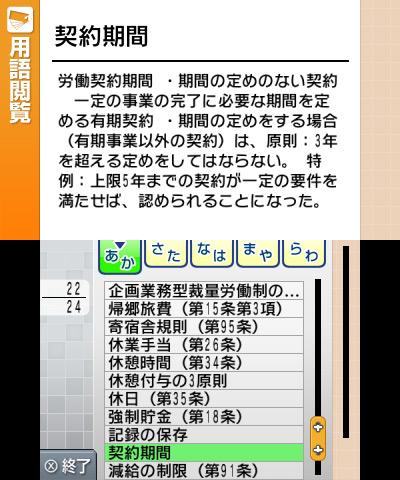 用語閲覧
契約期間
労働契約期間 ・期間の定めのない契約
一定の事業の完了に必要な期間を定
める有期契約 ・期間の定めをする場合
（有期事業以外の契約）は、原則：3年
を超える定めをしてはならない。 特
例：上限5年までの契約が一定の要件を
満たせば、認められることになった。
あか さた なは まや らわ
22
24
企画業務型裁量労働制の...
帰郷旅費（第15条第3項）
寄宿舎規則（第95条）
休業手当（第26条）
休憩時間（第34条）
休憩付与の3原則
休日（第35条）
強制貯金（第18条）
記録の保存
契約期間
減給の制限（第91条）
Ⓧ終了